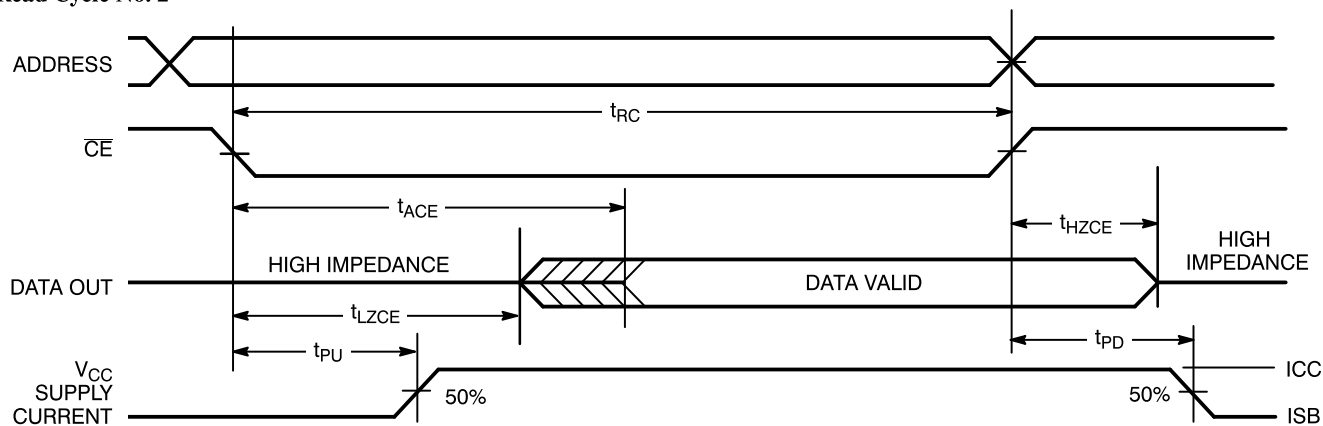 Read Cycle No. 2
ADDRESS
tRC
CE
tACE
tHZCE
HIGH IMPEDANCE
HIGH IMPEDANCE
DATA OUT
DATA VALID
tLZCE
tPU
tPD
VCC SUPPLY CURRENT
50%
50%
ICC
ISB